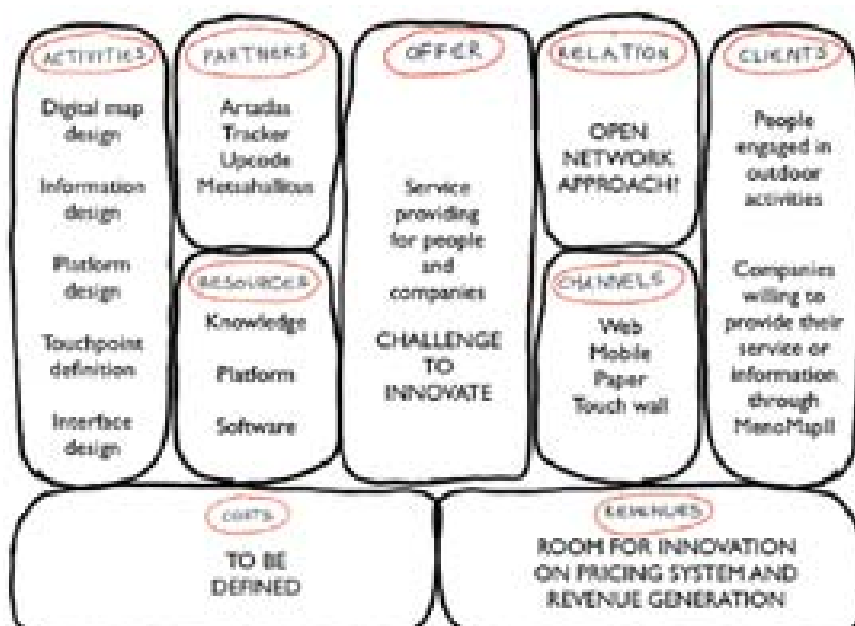 ACTIVITIES
Digital map
design
Information
design
Platform
design
Touchpoint
definition
Interface
design
PARTNERS
Artadas
Tracker
Upcode
Metsahallitus
RESOURCES
Knowledge
Platform
Software
OFFER
Service
providing
for people
and
companies
CHALLENGE
TO
INNOVATE
RELATION
OPEN
NETWORK
APPROACH!
CHANNELS
Web
Mobile
Paper
Touch wall
CLIENTS
People
engaged in
outdoor
activities
Companies
willing to
provide their
service or
information
through
MenoMapII
COSTS
TO BE
DEFINED
REVENUES
ROOM FOR INNOVATION
ON PRICING SYSTEM AND
REVENUE GENERATION